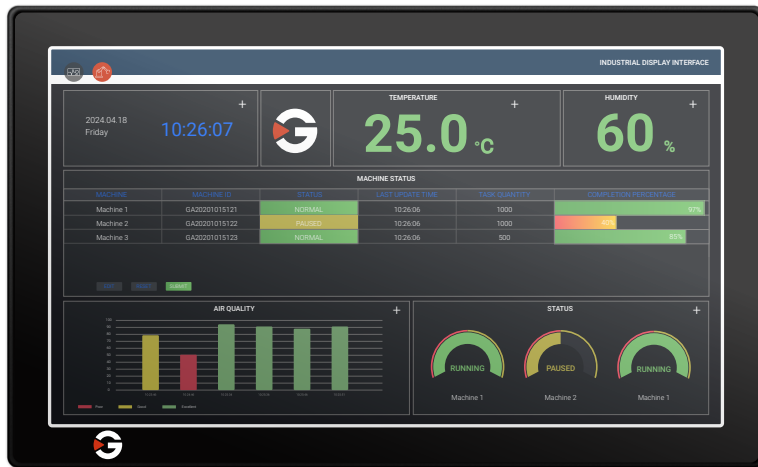 INDUSTRIAL DISPLAY INTERFACE
2024.04.18
Friday
10:26:07
+
TEMPERATURE
+
25.0 °C
HUMIDITY
+
60 %
MACHINE STATUS
MACHINE MACHINE ID STATUS LAST UPDATE TIME TASK QUANTITY COMPLETION PERCENTAGE
Machine 1 GA20201015121 NORMAL 10:26:06 1000 97%
Machine 2 GA20201015122 PAUSED 10:26:06 1000 40%
Machine 3 GA20201015123 NORMAL 10:26:06 500 85%
SUBMIT
AIR QUALITY +
100
90
80
70
60
50
40
30
20
10
0
Poor Good Excellent
STATUS +
RUNNING PAUSED RUNNING
Machine 1 Machine 2 Machine 1